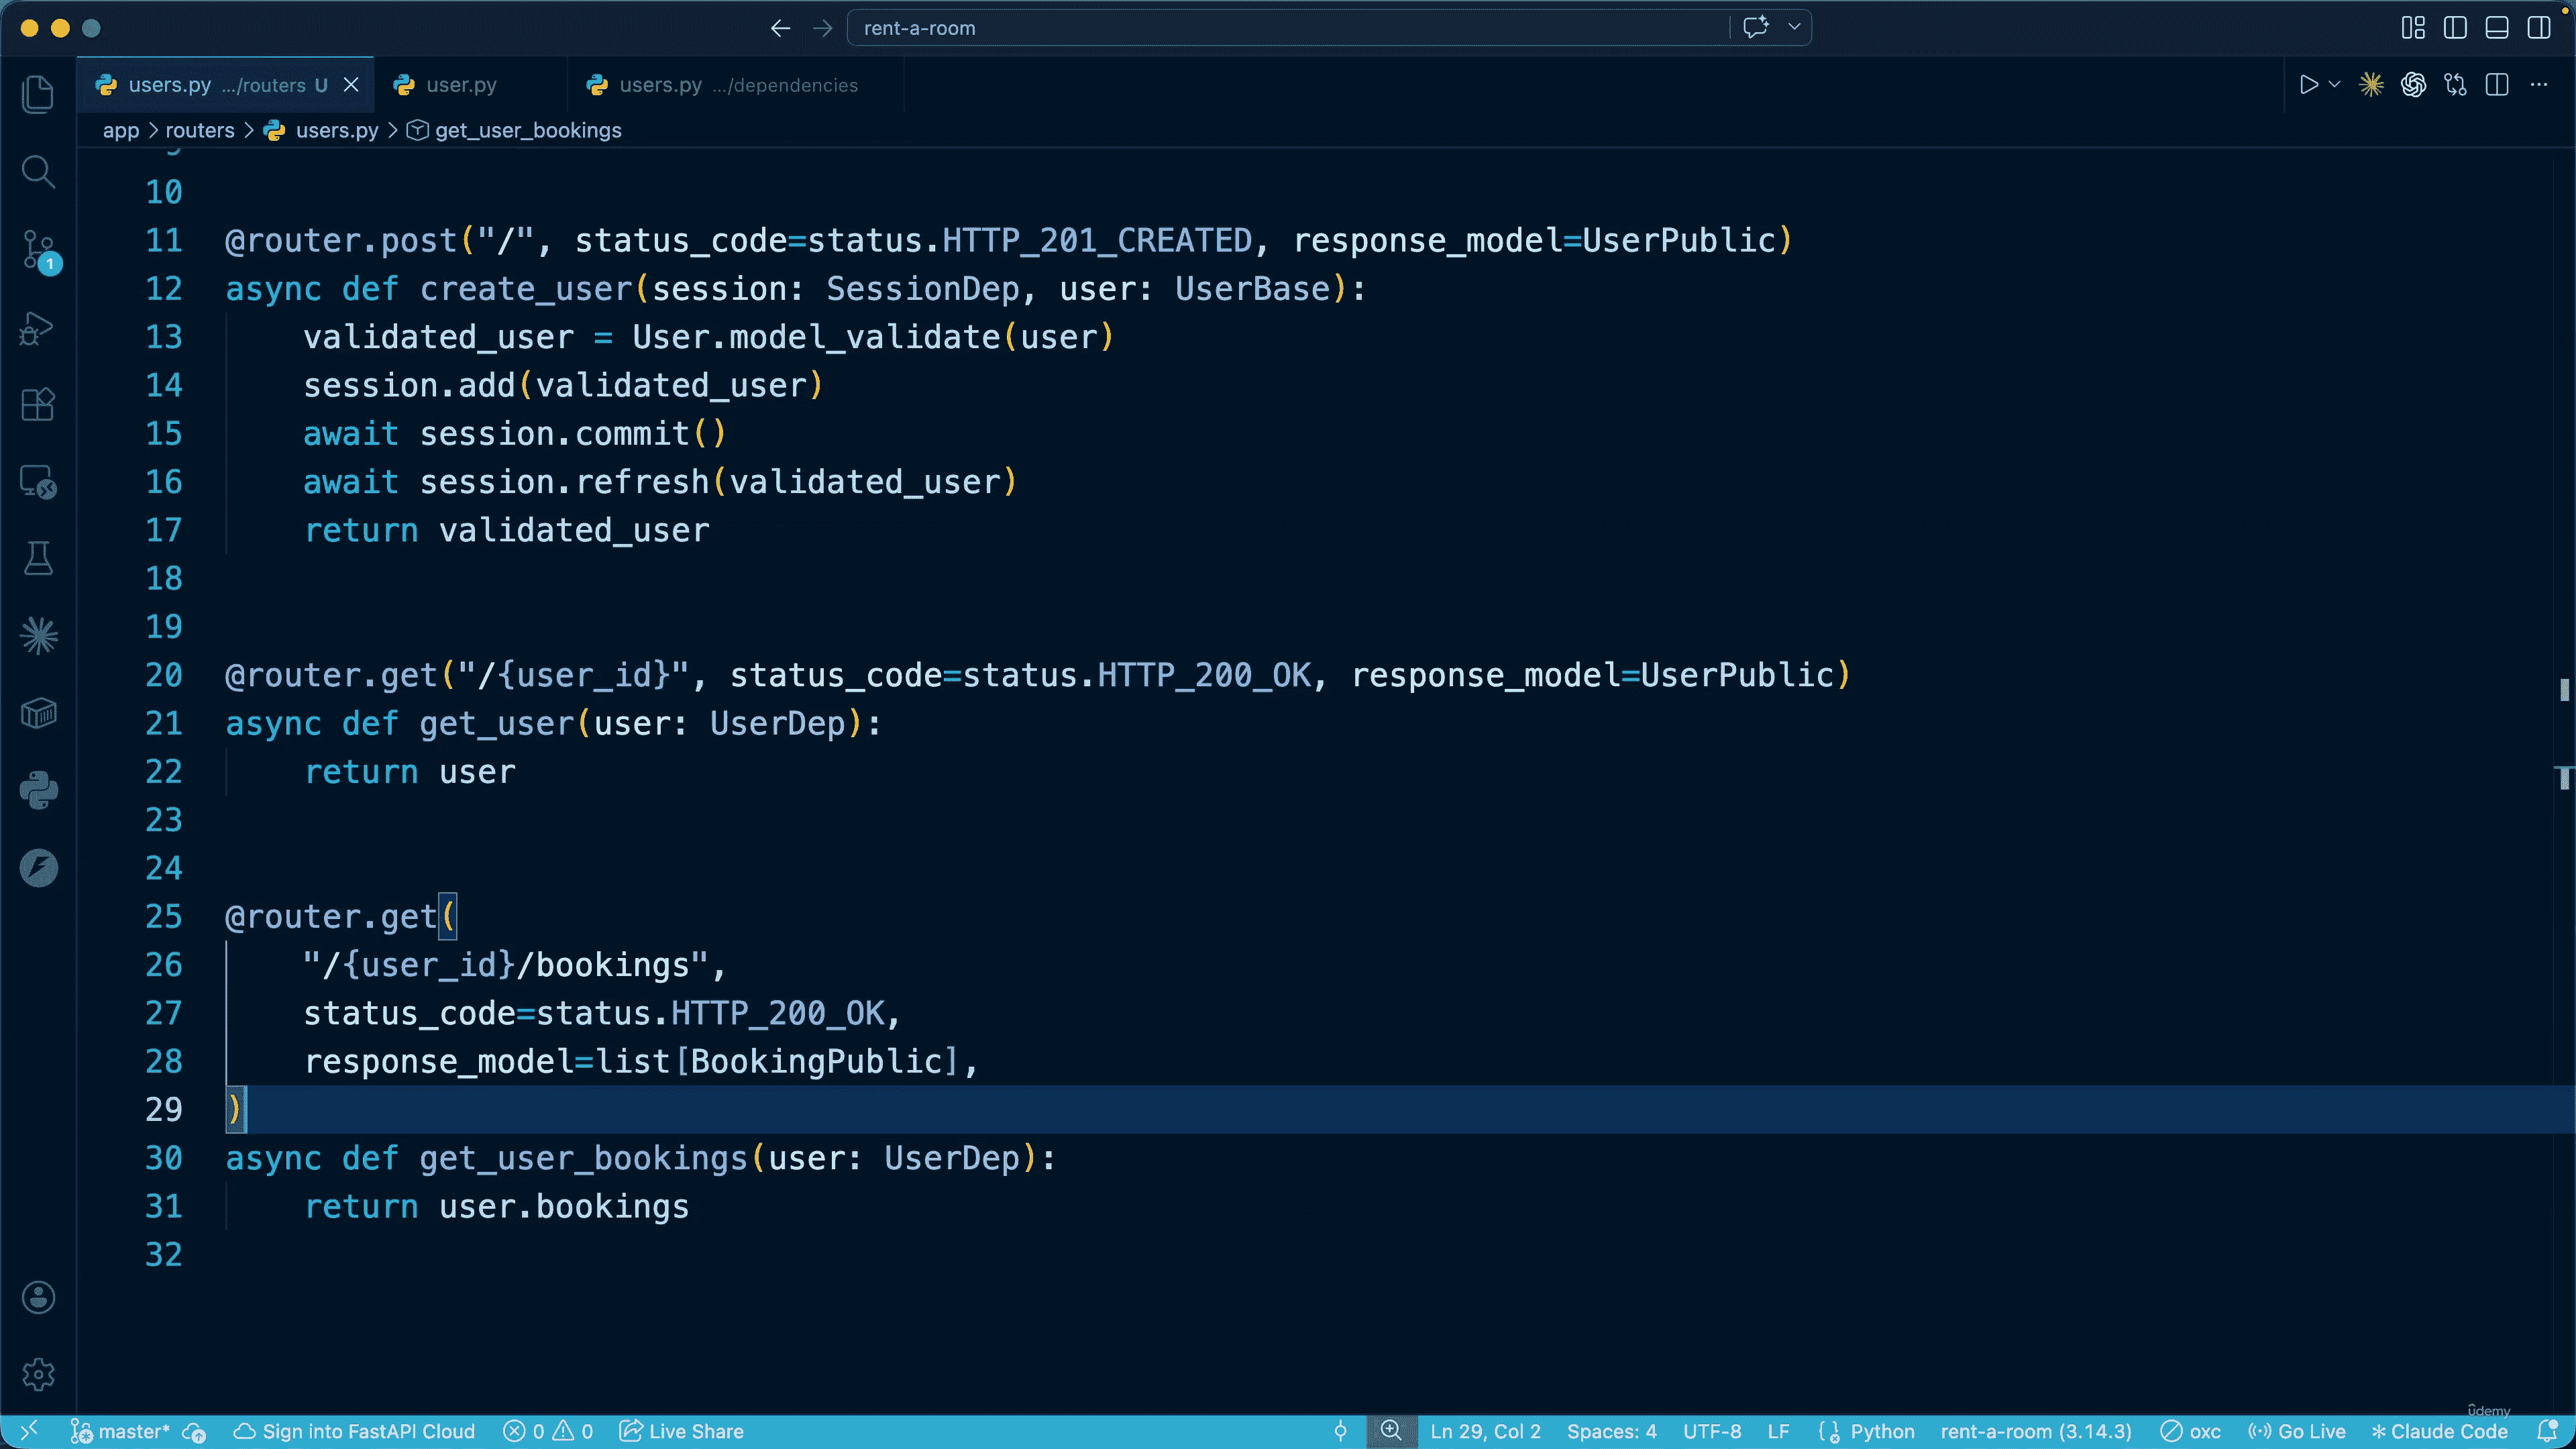 rent-a-room
users.py .../routers U
user.py
users.py .../dependencies
app > routers > users.py > get_user_bookings
10
11 @router.post("/", status_code=status.HTTP_201_CREATED, response_model=UserPublic)
12 async def create_user(session: SessionDep, user: UserBase):
13     validated_user = User.model_validate(user)
14     session.add(validated_user)
15     await session.commit()
16     await session.refresh(validated_user)
17     return validated_user
18
19
20 @router.get("/{user_id}", status_code=status.HTTP_200_OK, response_model=UserPublic)
21 async def get_user(user: UserDep):
22     return user
23
24
25 @router.get(
26     "/{user_id}/bookings",
27     status_code=status.HTTP_200_OK,
28     response_model=list[BookingPublic],
29 )
30 async def get_user_bookings(user: UserDep):
31     return user.bookings
32
1
udemy
master* Sign into FastAPI Cloud 0 0 Live Share Ln 29, Col 2 Spaces: 4 UTF-8 LF Python rent-a-room (3.14.3) oxc Go Live Claude Code